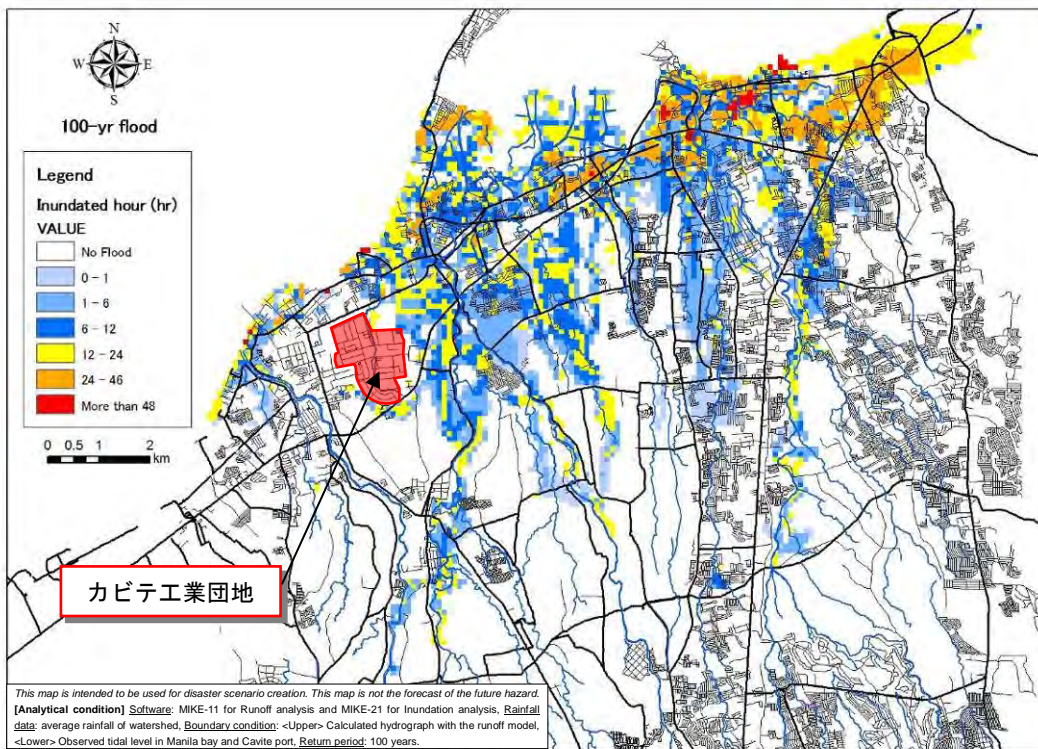 N
W E
S
100-yr flood
Legend
Inundated hour (hr)
VALUE
No Flood
0 - 1
1 - 6
6 - 12
12 - 24
24 - 46
More than 48
0 0.5 1 2
km
カビテ工業団地
This map is intended to be used for disaster scenario creation. This map is not the forecast of the future hazard.
[Analytical condition] Software: MIKE-11 for Runoff analysis and MIKE-21 for Inundation analysis, Rainfall
data: average rainfall of watershed, Boundary condition: <Upper> Calculated hydrograph with the runoff model,
<Lower> Observed tidal level in Manila bay and Cavite port, Return period: 100 years.